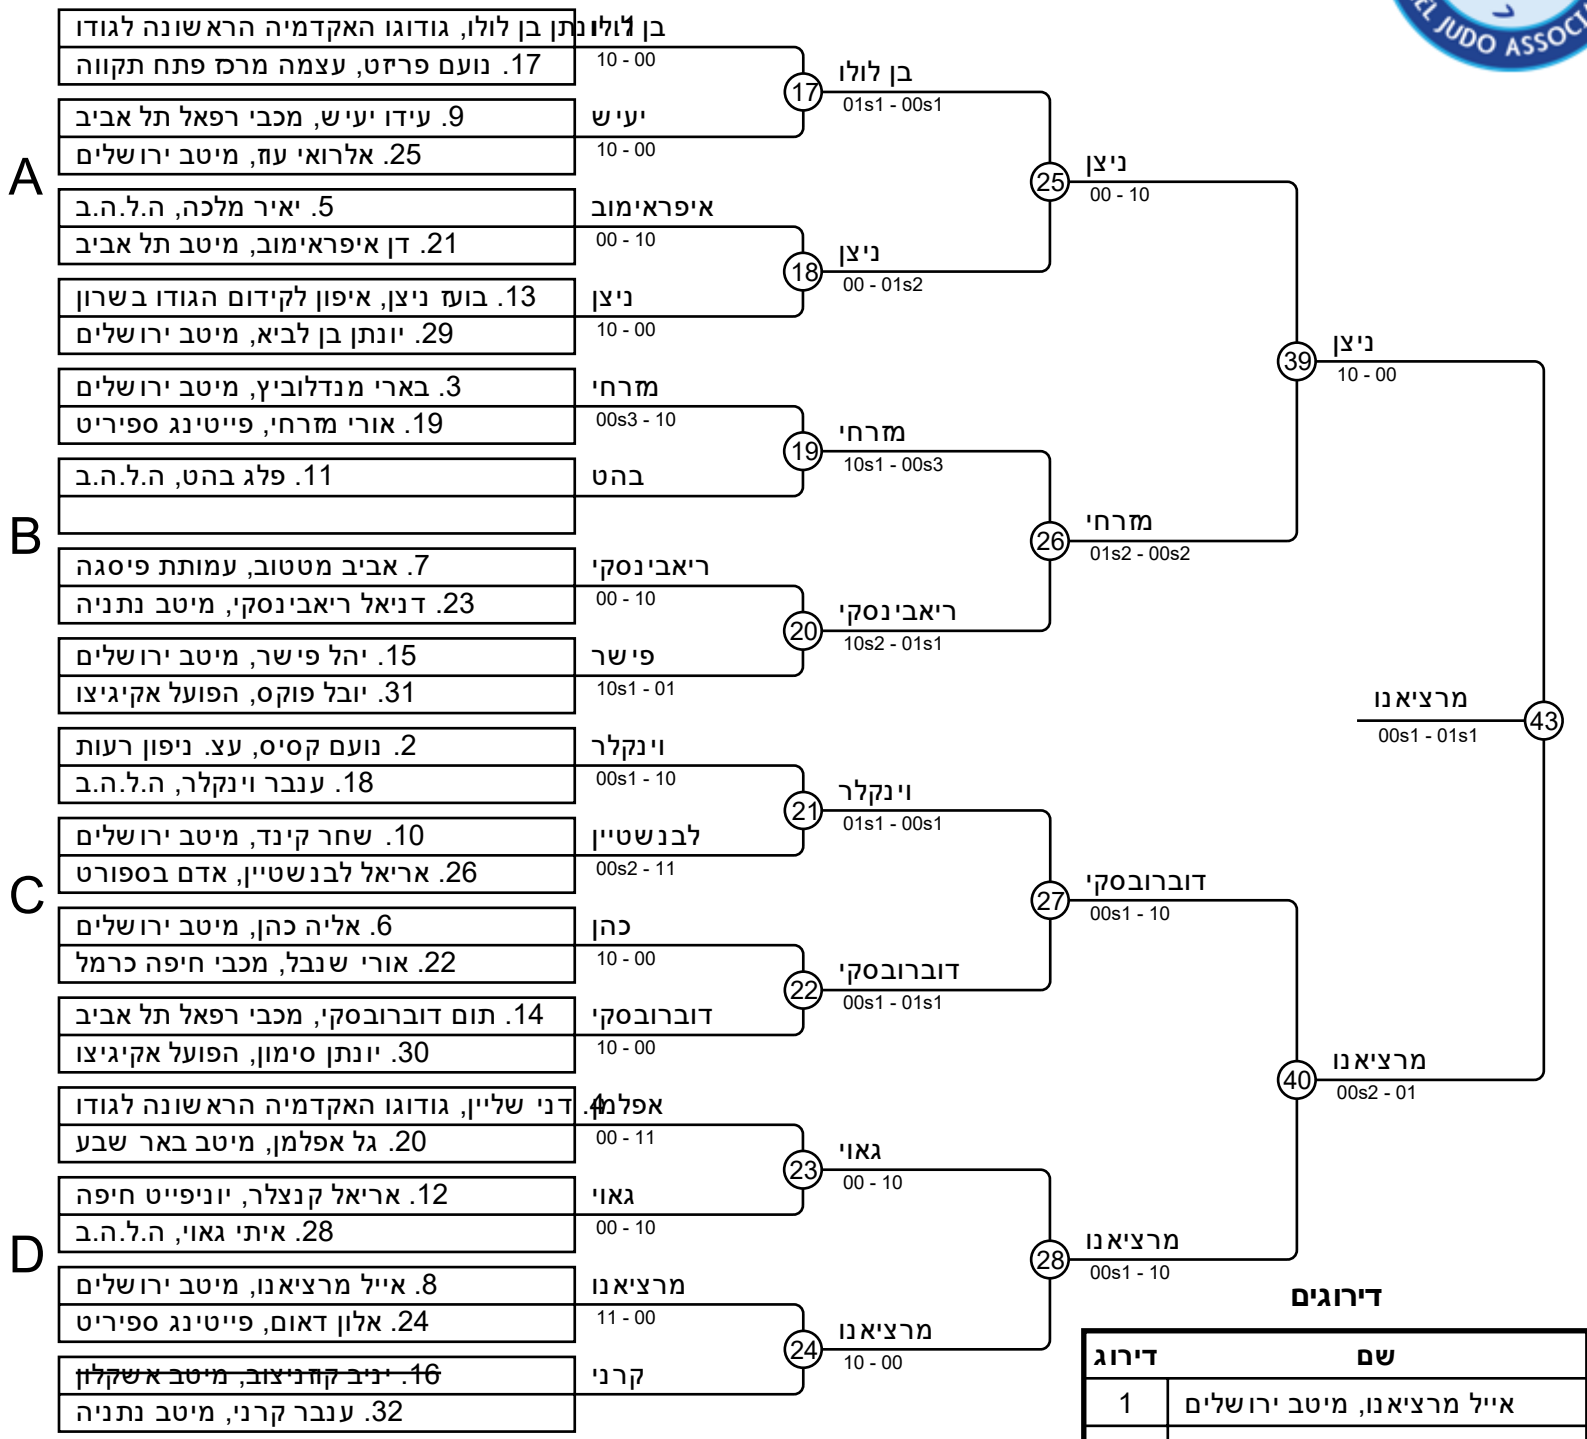 JUDO ASSOCI
1. יונתן בן לולו, גודוגו האקדמיה הראשונה לגודו
17. נועם פריזט, עצמה מרכז פתח תקווה
בן לולו
10 - 00
9. עידו יעיש, מכבי רפאל תל אביב
25. אלרואי עוז, מיטב ירושלים
יעיש
10 - 00
17
בן לולו
01s1 - 00s1
A
5. יאיר מלכה, ה.ל.ה.ב
21. דן איפראימוב, מיטב תל אביב
איפראימוב
00 - 10
13. בועז ניצן, איפון לקידום הגודו בשרון
29. יונתן בן לביא, מיטב ירושלים
ניצן
10 - 00
18
ניצן
00 - 01s2
25
ניצן
00 - 10
3. בארי מנדלוביץ, מיטב ירושלים
19. אורי מזרחי, פייטינג ספיריט
מזרחי
00s3 - 10
11. פלג בהט, ה.ל.ה.ב
בהט
19
מזרחי
10s1 - 00s3
B
7. אביב מטטוב, עמותת פיסגה
23. דניאל ריאבינסקי, מיטב נתניה
ריאבינסקי
00 - 10
15. יהל פישר, מיטב ירושלים
31. יובל פוקס, הפועל אקיגיצו
פישר
10s1 - 01
20
ריאבינסקי
10s2 - 01s1
26
מזרחי
01s2 - 00s2
39
ניצן
10 - 00
2. נועם קסיס, עצ. ניפון רעות
18. ענבר וינקלר, ה.ל.ה.ב
וינקלר
00s1 - 10
10. שחר קינד, מיטב ירושלים
26. אריאל לבנשטיין, אדם בספורט
לבנשטיין
00s2 - 11
21
וינקלר
01s1 - 00s1
C
6. אליה כהן, מיטב ירושלים
22. אורי שנבל, מכבי חיפה כרמל
כהן
10 - 00
14. תום דוברובסקי, מכבי רפאל תל אביב
30. יונתן סימון, הפועל אקיגיצו
דוברובסקי
10 - 00
22
דוברובסקי
00s1 - 01s1
27
דוברובסקי
00s1 - 10
4. דני שליין, גודוגו האקדמיה הראשונה לגודו
20. גל אפלמן, מיטב באר שבע
אפלמן
00 - 11
12. אריאל קנצלר, יוניפייט חיפה
28. איתי גאוי, ה.ל.ה.ב
גאוי
00 - 10
23
גאוי
00 - 10
D
8. אייל מרציאנו, מיטב ירושלים
24. אלון דאום, פייטינג ספיריט
מרציאנו
11 - 00
16. יניב קוזניצוב, מיטב אשקלון
32. ענבר קרני, מיטב נתניה
קרני
24
מרציאנו
10 - 00
28
מרציאנו
00s1 - 10
40
מרציאנו
00s2 - 01
43
מרציאנו
00s1 - 01s1
דירוגים
דירוג שם
1 אייל מרציאנו, מיטב ירושלים